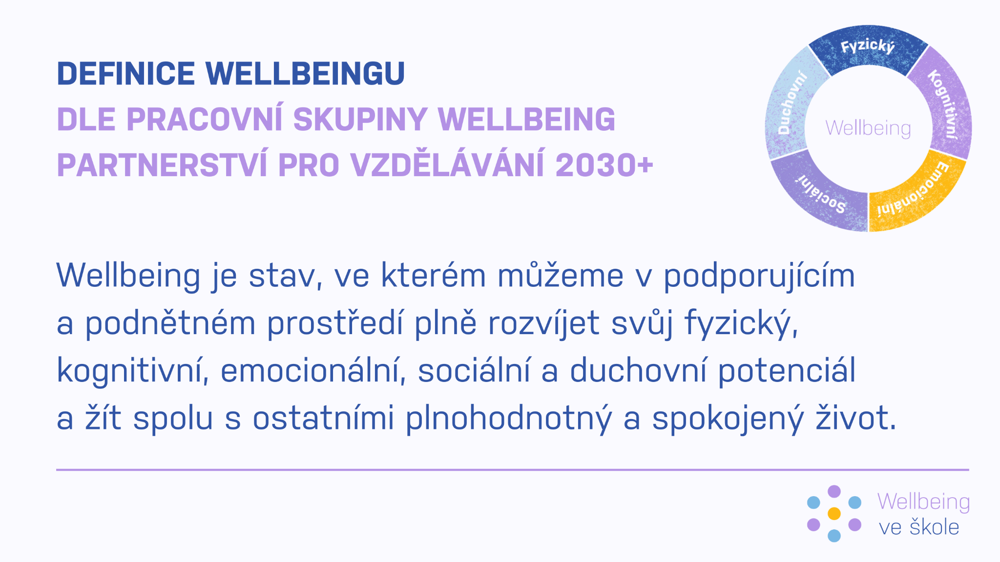 DEFINICE WELLBEINGU
DLE PRACOVNÍ SKUPINY WELLBEING
PARTNERSTVÍ PRO VZDĚLÁVÁNÍ 2030+
Fyzický
Kognitivní
Emocionální
Sociální
Duchovní
Wellbeing
Wellbeing je stav, ve kterém můžeme v podporujícím
a podnětném prostředí plně rozvíjet svůj fyzický,
kognitivní, emocionální, sociální a duchovní potenciál
a žít spolu s ostatními plnohodnotný a spokojený život.
Wellbeing
ve škole